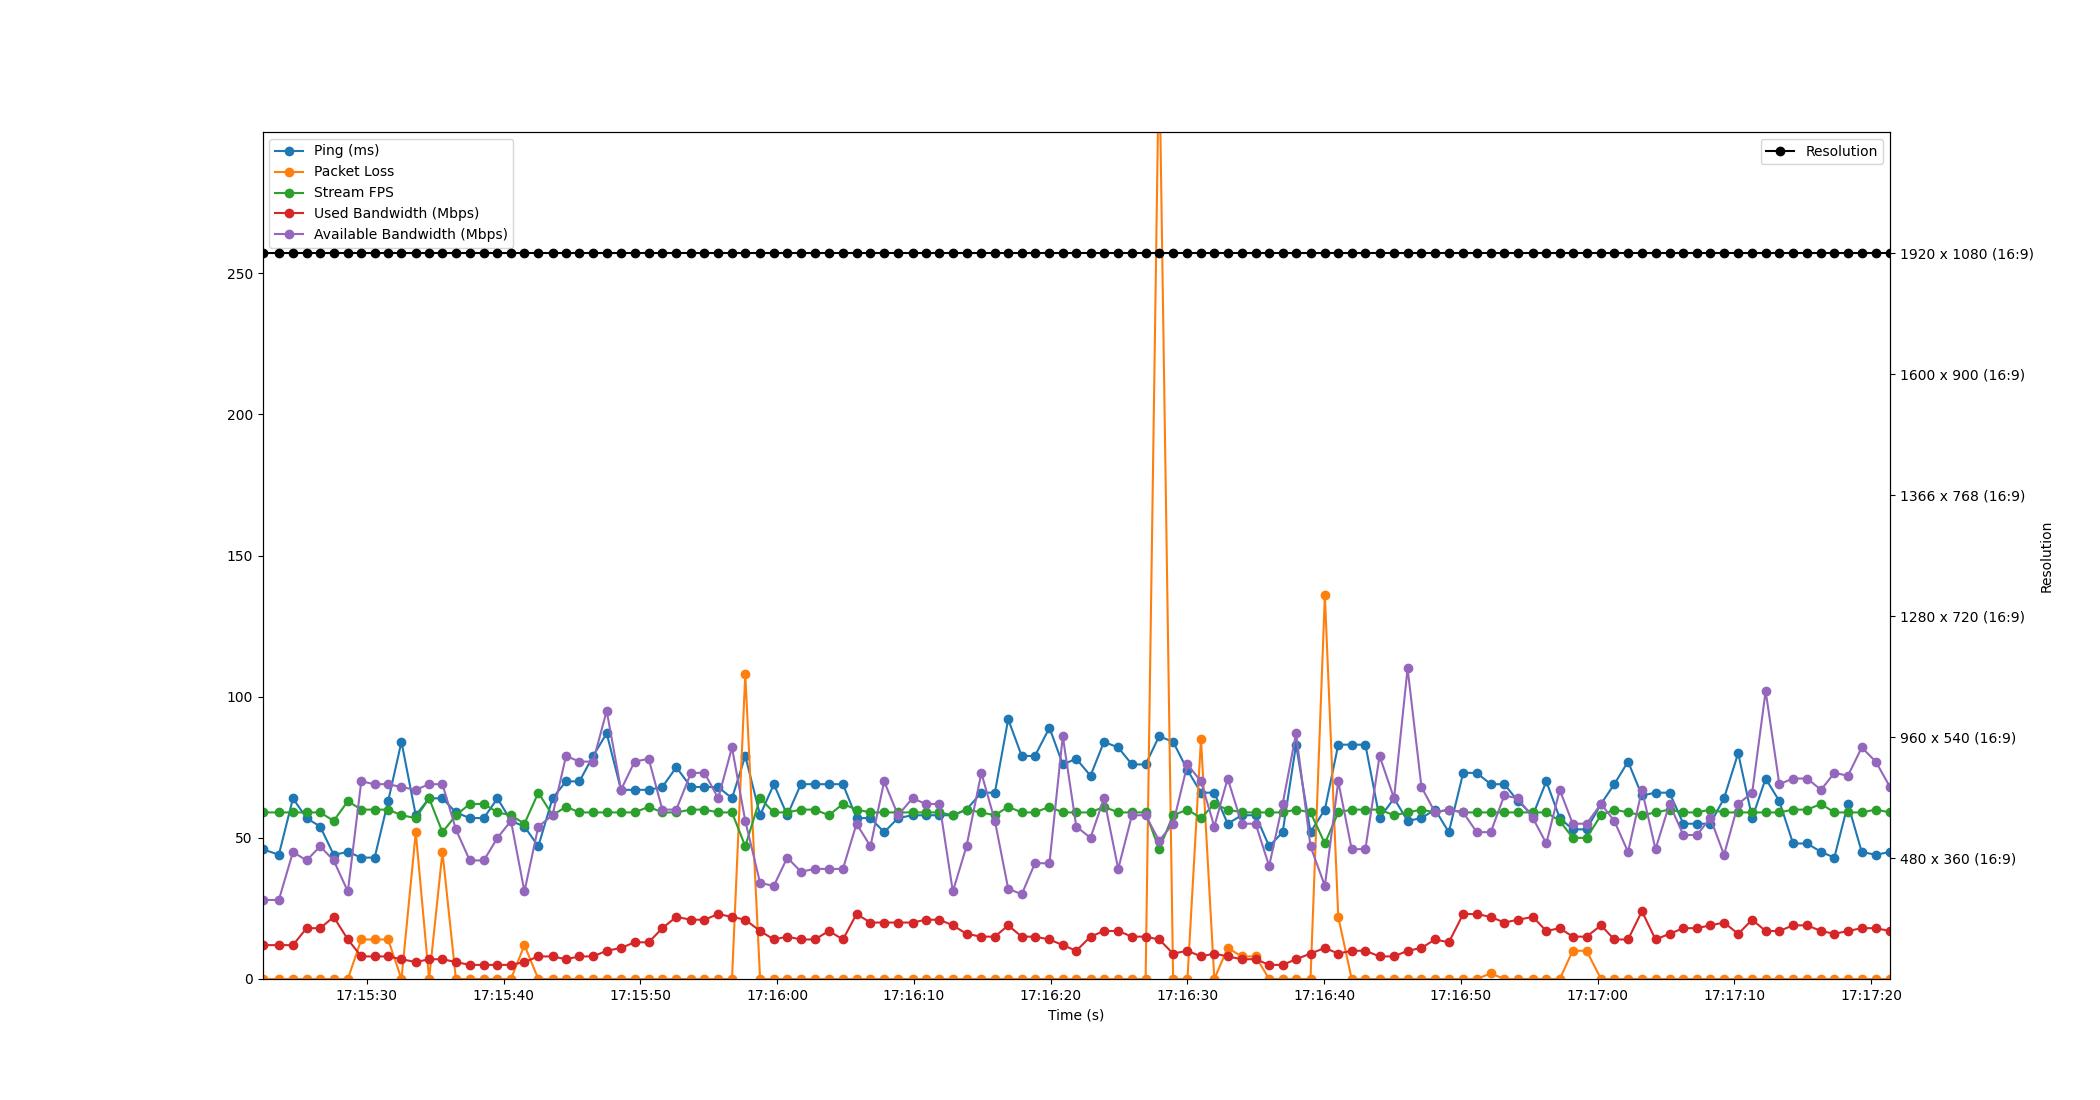 Ping (ms)
Packet Loss
Stream FPS
Used Bandwidth (Mbps)
Available Bandwidth (Mbps)
Resolution
250
200
150
100
50
0
1920 x 1080 (16:9)
1600 x 900 (16:9)
1366 x 768 (16:9)
1280 x 720 (16:9)
960 x 540 (16:9)
480 x 360 (16:9)
Resolution
17:15:30 17:15:40 17:15:50 17:16:00 17:16:10 17:16:20 17:16:30 17:16:40 17:16:50 17:17:00 17:17:10 17:17:20
Time (s)